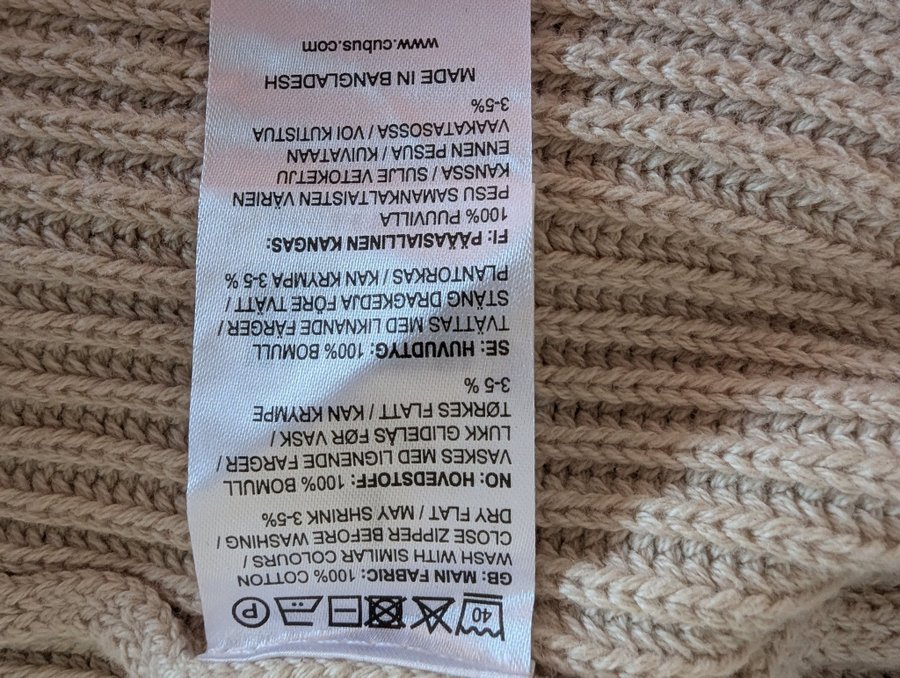 40 P
GB: MAIN FABRIC: 100% COTTON
WASH WITH SIMILAR COLOURS /
CLOSE ZIPPER BEFORE WASHING /
DRY FLAT / MAY SHRINK 3-5%
NO: HOVEDSTOFF: 100% BOMULL
VASKES MED LIGNENDE FARGER /
LUKK GLIDELÅS FØR VASK /
TØRKES FLATT / KAN KRYMPE
3-5 %
SE: HUVUDTYG: 100% BOMULL
TVÄTTAS MED LIKNANDE FÄRGER /
STÄNG DRAGKEDJA FÖRE TVÄTT /
PLANTORKAS / KAN KRYMPA 3-5 %
FI: PÄÄASIALLINEN KANGAS:
100% PUUVILLA
PESU SAMANKALTAISTEN VÄRIEN
KANSSA / SULJE VETOKETJU
ENNEN PESUA / KUIVATAAN
VAAKATASOSSA / VOI KUTISTUA
3-5%
MADE IN BANGLADESH
www.cubus.com